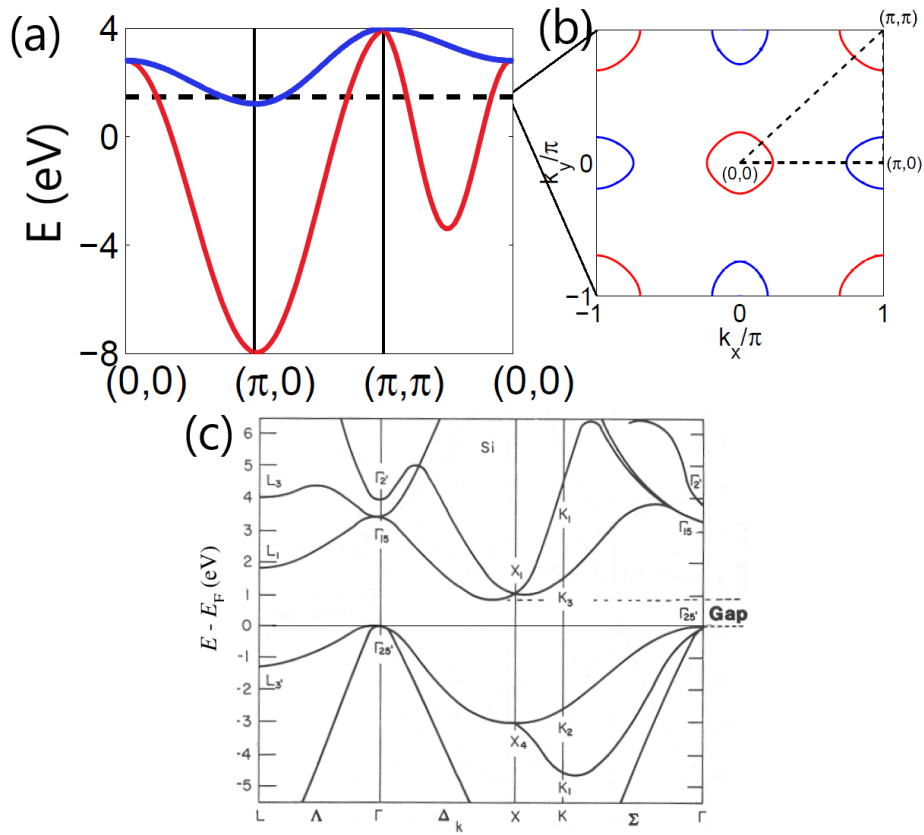 (a)
E (eV)
4
0
−4
−8
(0,0)
(π,0)
(π,π)
(0,0)
(b)
(π,π)
(π,0)
(0,0)
k_y/π
0
−1
−1
0
1
k_x/π
(c)
Si
E - E_F (eV)
6
5
4
3
2
1
0
-1
-2
-3
-4
-5
L_3
L_1
L_3'
Γ_2'
Γ_15
Γ_25'
X_1
X_4
K_1
K_3
K_2
K_1
Γ_2'
Γ_15
Γ_25'
Gap
L
Λ
Γ
Δ
k
X
K
Σ
Γ